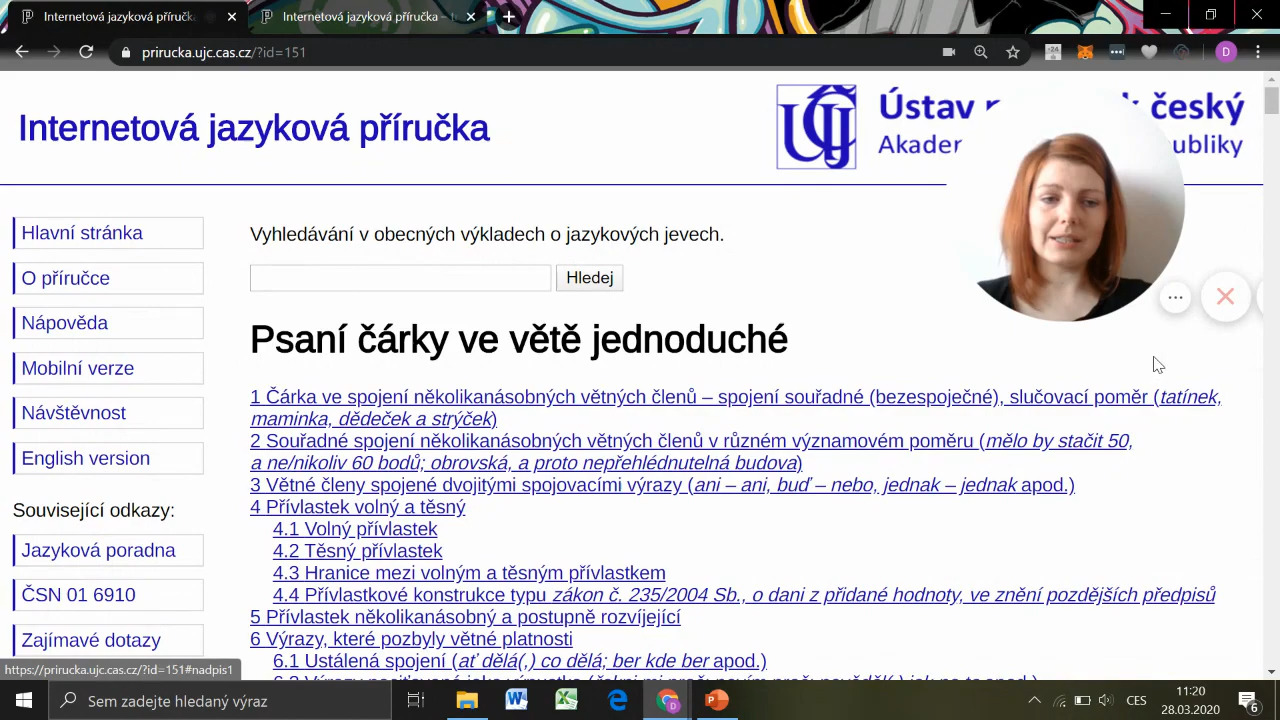 Internetová jazyková příručk
Internetová jazyková příručka –
prirucka.ujc.cas.cz/?id=151
24
D
Internetová jazyková příručka
ÚJČ
Ústav
český
Akade
ubliky
Hlavní stránka
O příručce
Nápověda
Mobilní verze
Návštěvnost
English version
Související odkazy:
Jazyková poradna
ČSN 01 6910
Zajímavé dotazy
Vyhledávání v obecných výkladech o jazykových jevech.
Hledej
Psaní čárky ve větě jednoduché
1 Čárka ve spojení několikanásobných větných členů – spojení souřadné (bezespoječné), slučovací poměr (tatínek,
maminka, dědeček a strýček)
2 Souřadné spojení několikanásobných větných členů v různém významovém poměru (mělo by stačit 50,
a ne/nikoliv 60 bodů; obrovská, a proto nepřehlédnutelná budova)
3 Větné členy spojené dvojitými spojovacími výrazy (ani – ani, buď – nebo, jednak – jednak apod.)
4 Přívlastek volný a těsný
4.1 Volný přívlastek
4.2 Těsný přívlastek
4.3 Hranice mezi volným a těsným přívlastkem
4.4 Přívlastkové konstrukce typu zákon č. 235/2004 Sb., o dani z přidané hodnoty, ve znění pozdějších předpisů
5 Přívlastek několikanásobný a postupně rozvíjející
6 Výrazy, které pozbyly větné platnosti
6.1 Ustálená spojení (ať dělá(,) co dělá; ber kde ber apod.)
https://prirucka.ujc.cas.cz/?id=151#nadpis1
Sem zadejte hledaný výraz
CES
11:20
28.03.2020
6